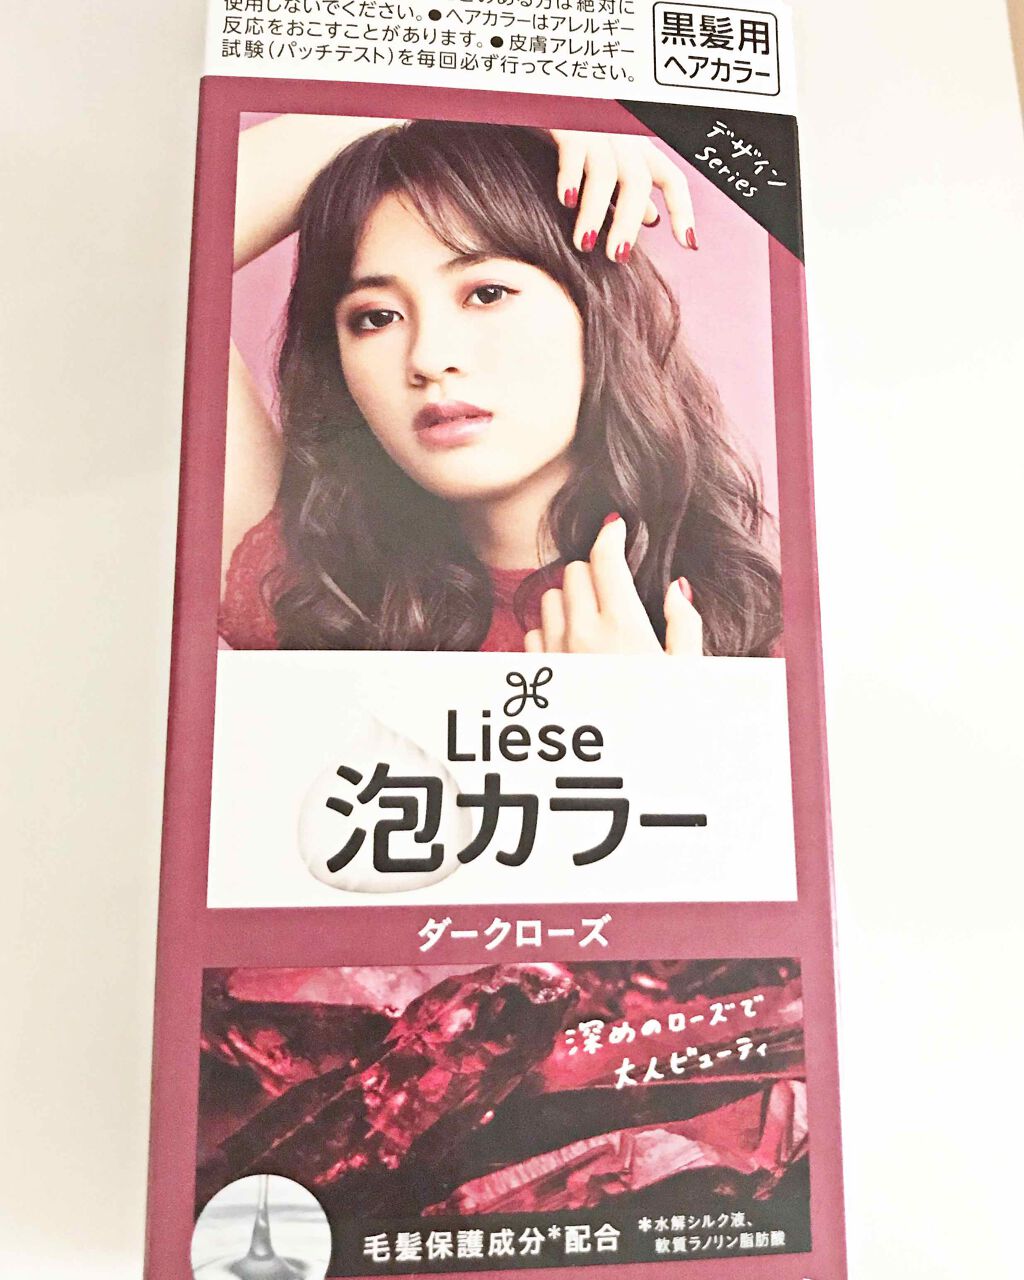 使用しないでください。●ヘアカラーはアレルギー
反応をおこすことがあります。●皮膚アレルギー
試験(パッチテスト)を毎回必ず行ってください。
黒髪用
ヘアカラー
デザイン
Series
Liese
泡カラー
ダークローズ
深めのローズで
大人ビューティ
毛髪保護成分*配合
*水解シルク液、
軟質ラノリン脂肪酸